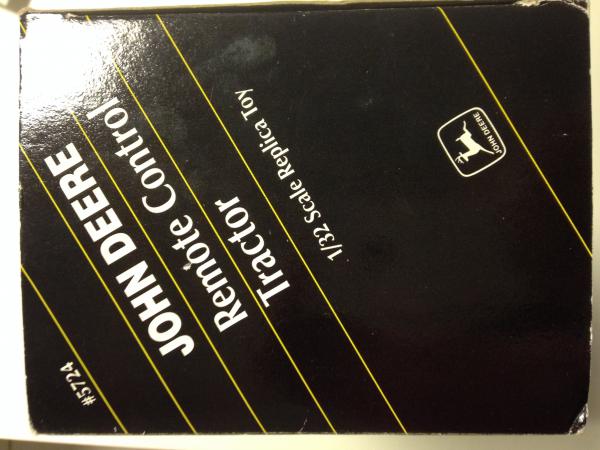 #5724
JOHN DEERE
Remote Control
Tractor
1/32 Scale Replica Toy
JOHN DEERE